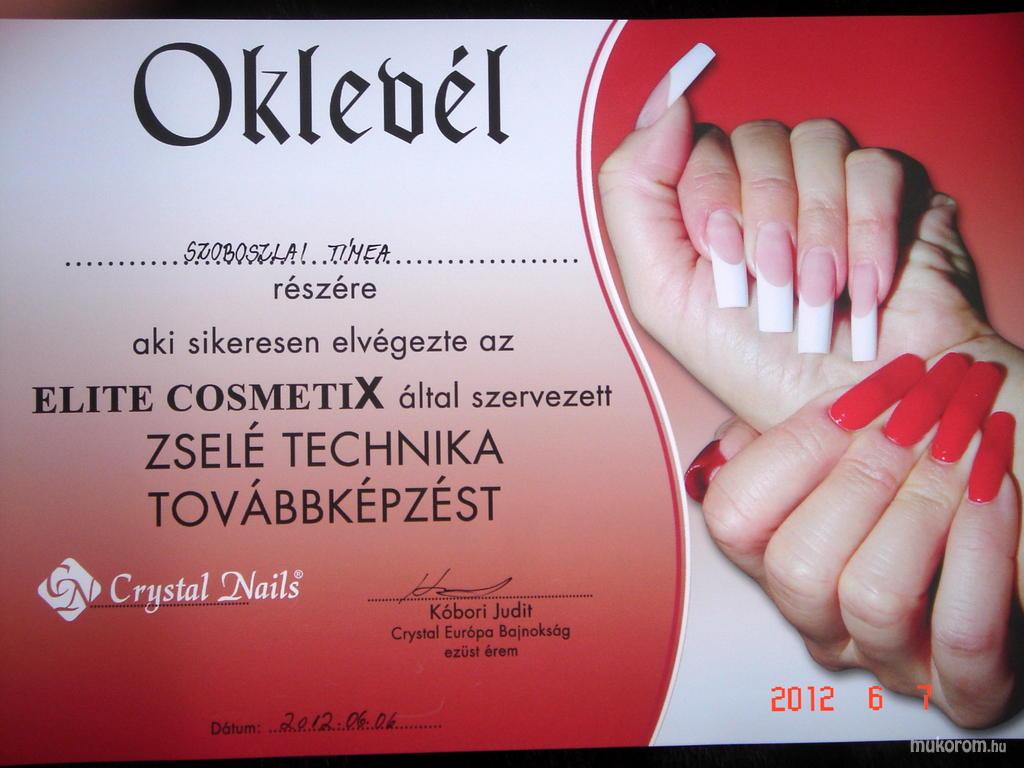 Oklevél
SZOBOSZLAI TÍMEA
részére
aki sikeresen elvégezte az
ELITE COSMETIX által szervezett
ZSELÉ TECHNIKA
TOVÁBBKÉPZÉST
CN Crystal Nails®
Kóbori Judit
Crystal Európa Bajnokság
ezüst érem
Dátum: 2012.06.06
2012 6 7
mukorom.hu